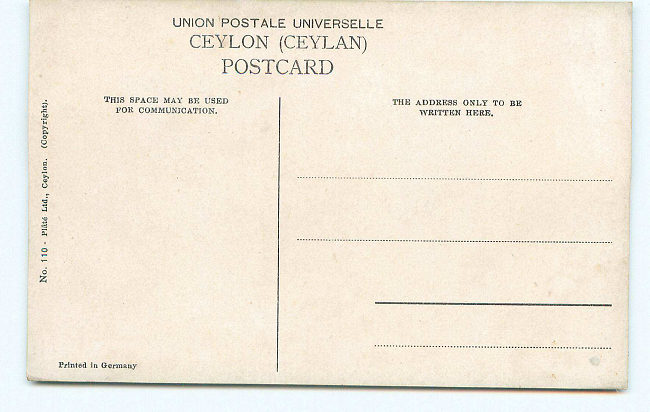 UNION POSTALE UNIVERSELLE
CEYLON (CEYLAN)
POSTCARD
THIS SPACE MAY BE USED
FOR COMMUNICATION.
THE ADDRESS ONLY TO BE
WRITTEN HERE.
No. 110 - Plâté Ltd., Ceylon. (Copyright).
Printed in Germany